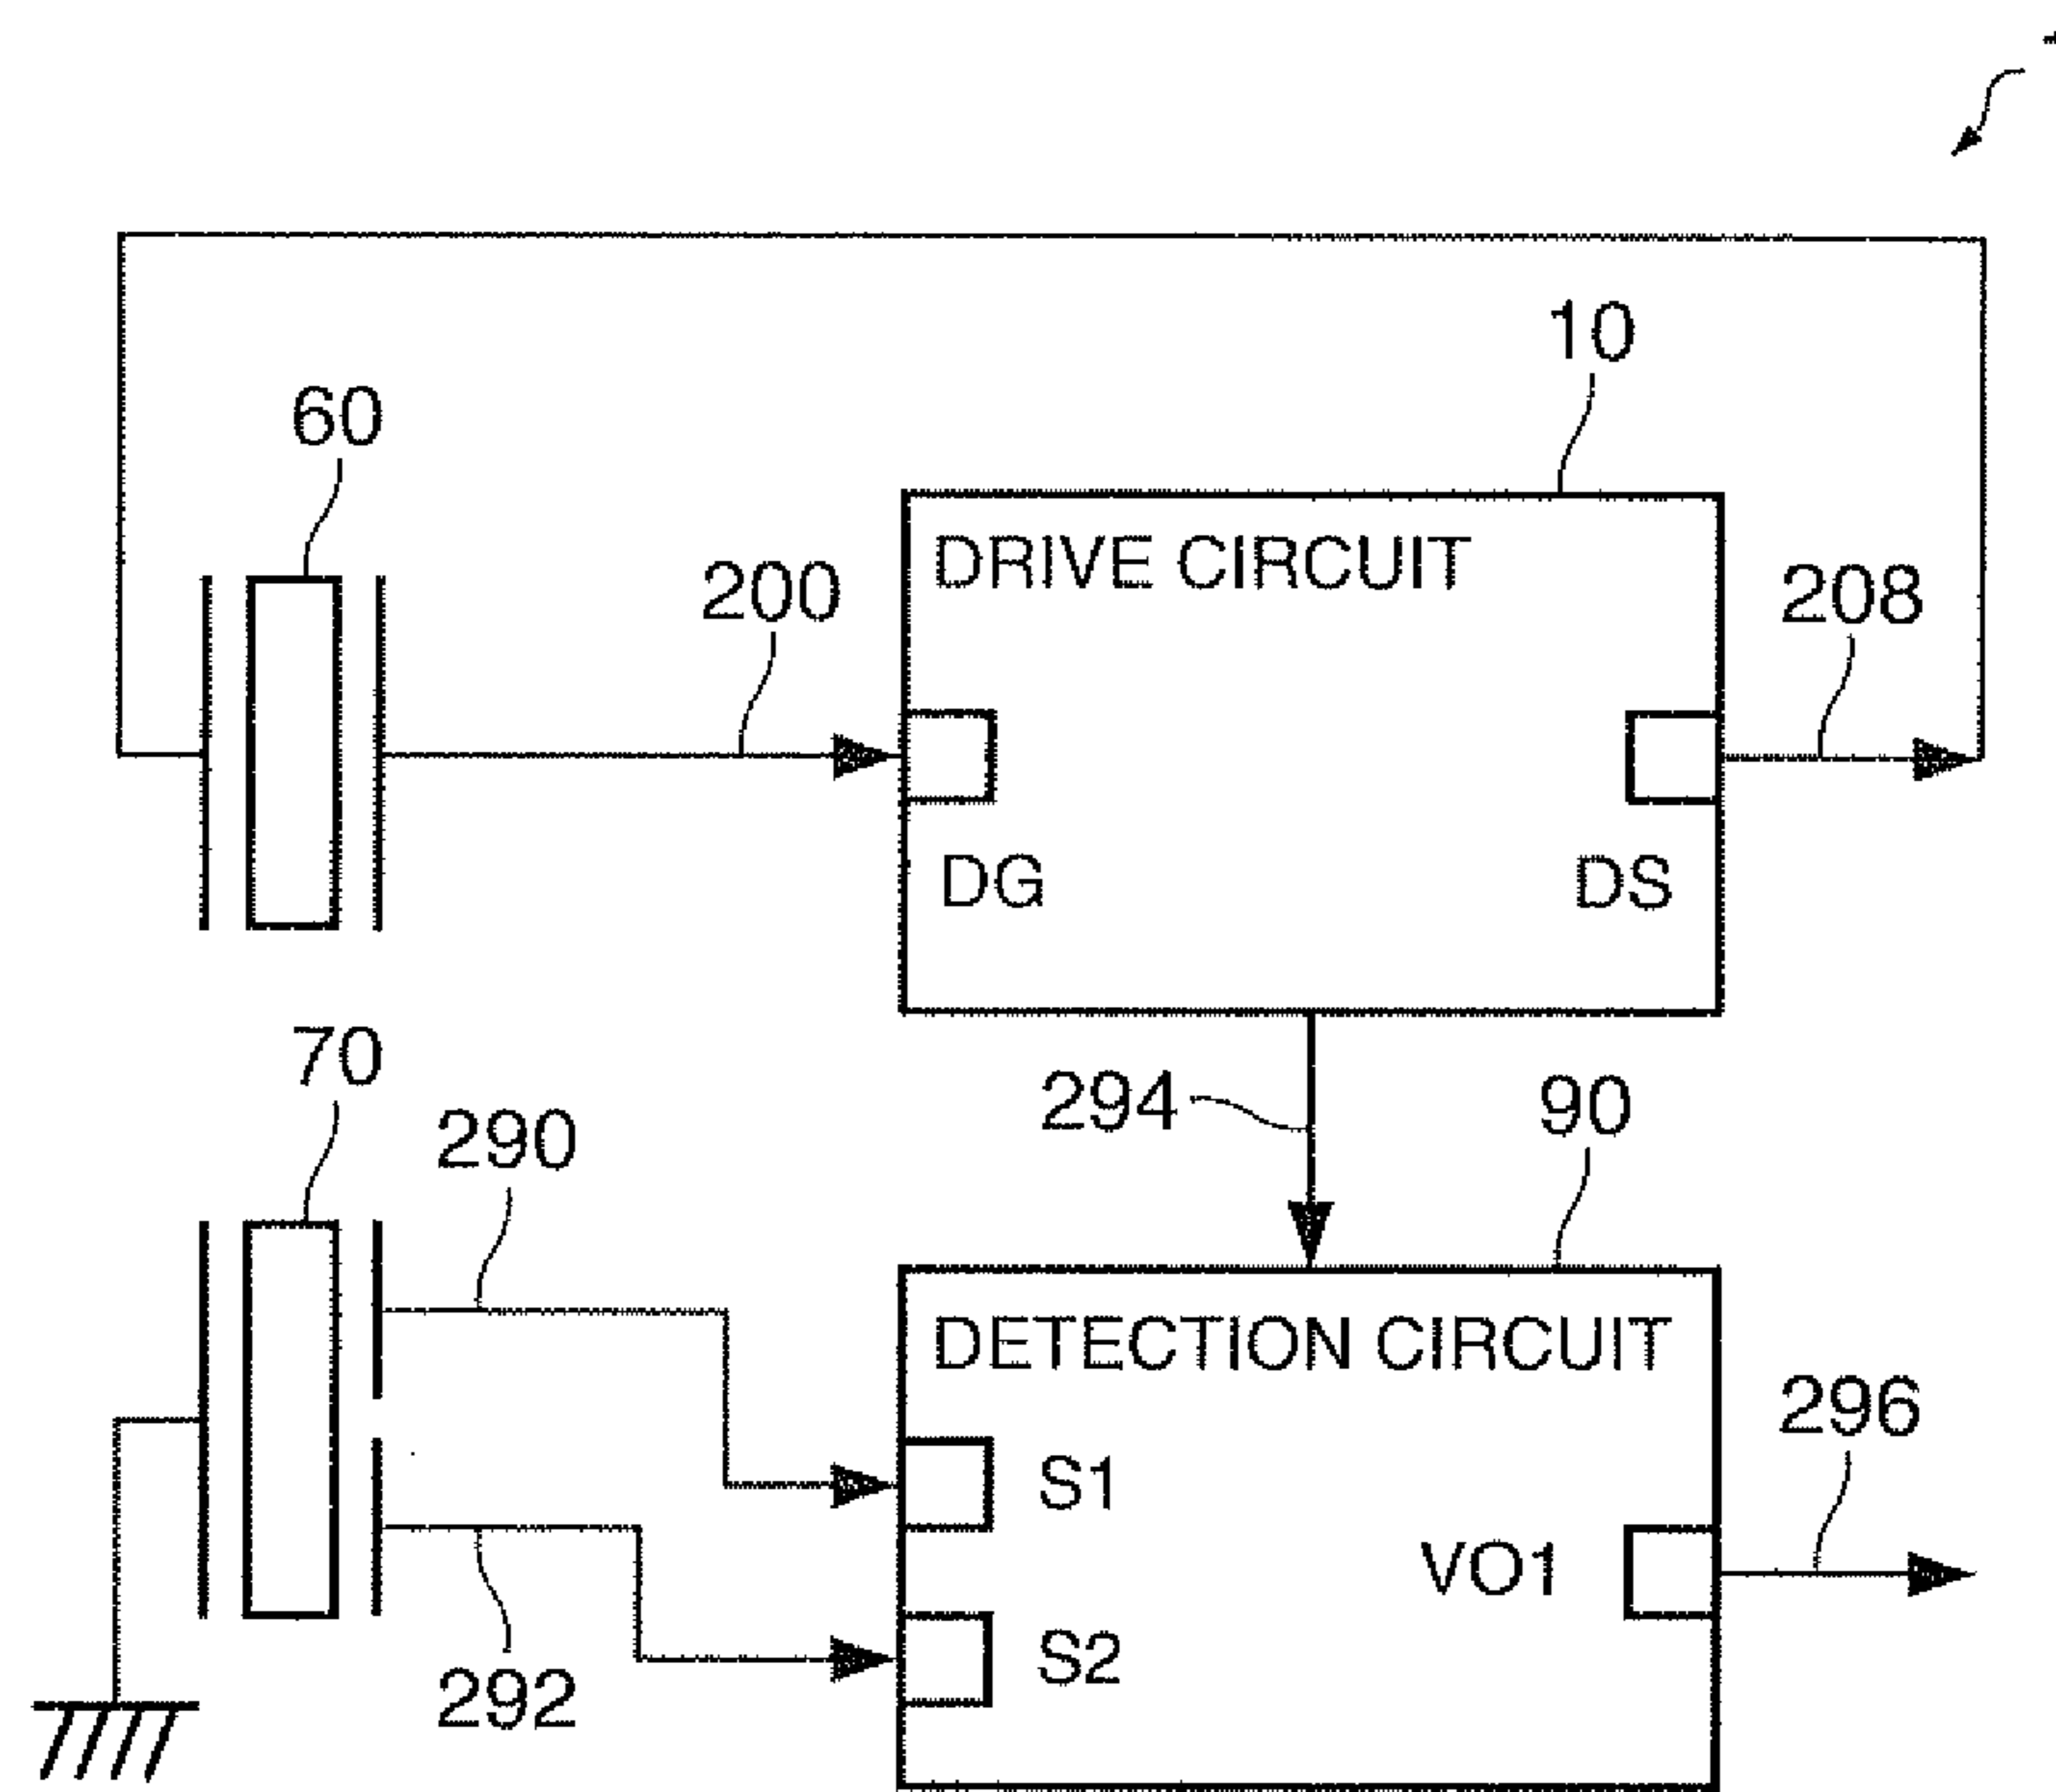 10
60
200
DRIVE CIRCUIT
208
DG
DS
70
290
294
90
DETECTION CIRCUIT
296
S1
VO1
S2
292